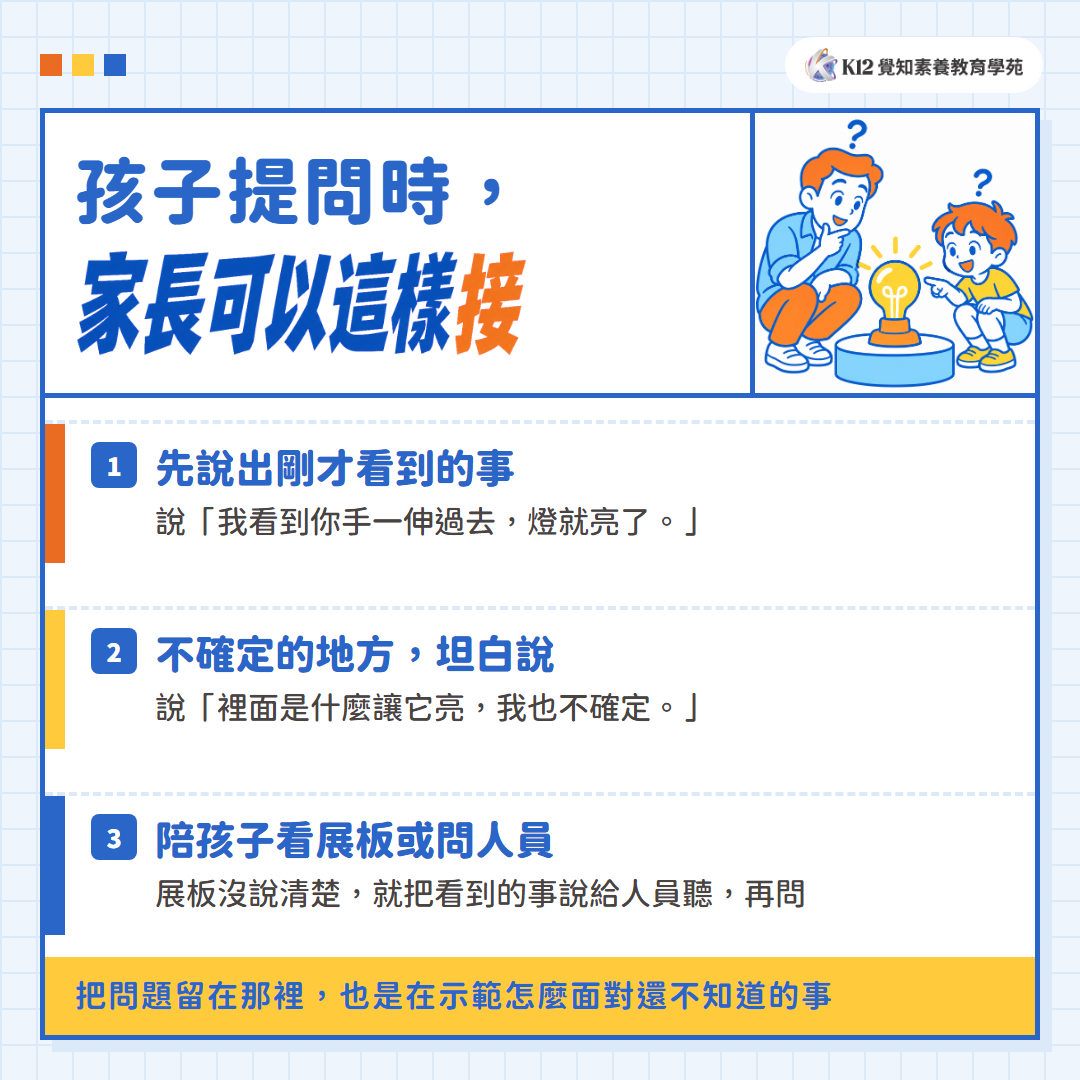 K12 覺知素養教育學苑
孩子提問時，
家長可以這樣接
? ?
1 先說出剛才看到的事
說「我看到你手一伸過去，燈就亮了。」
2 不確定的地方，坦白說
說「裡面是什麼讓它亮，我也不確定。」
3 陪孩子看展板或問人員
展板沒說清楚，就把看到的事說給人員聽，再問
把問題留在那裡，也是在示範怎麼面對還不知道的事